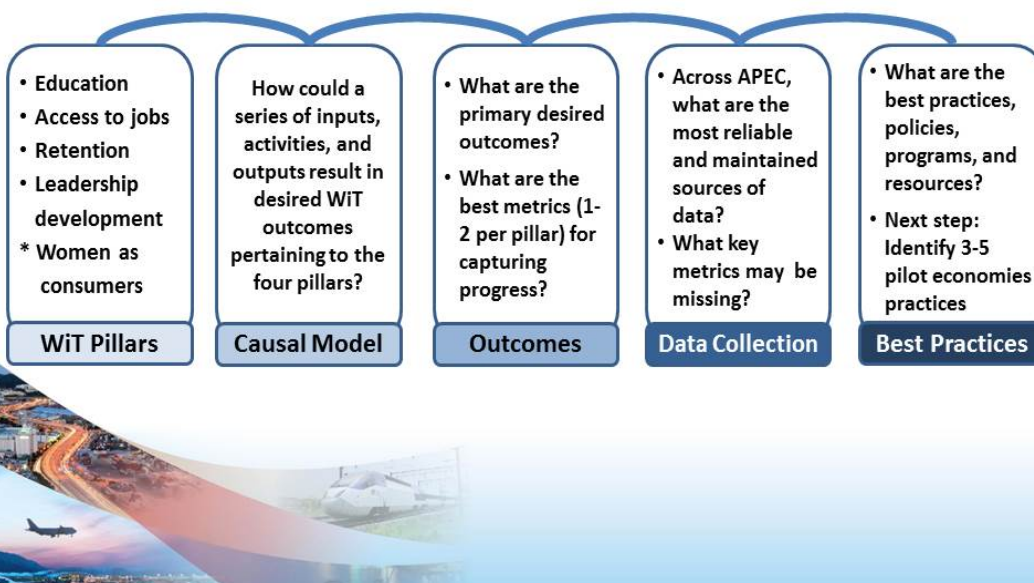 • Education
• Access to jobs
• Retention
• Leadership
development
* Women as
consumers
WiT Pillars
How could a
series of inputs,
activities, and
outputs result in
desired WiT
outcomes
pertaining to the
four pillars?
Causal Model
• What are the
primary desired
outcomes?
• What are the
best metrics (1-
2 per pillar) for
capturing
progress?
Outcomes
• Across APEC,
what are the
most reliable
and maintained
sources of
data?
• What key
metrics may be
missing?
Data Collection
• What are the
best practices,
policies,
programs, and
resources?
• Next step:
Identify 3-5
pilot economies
practices
Best Practices